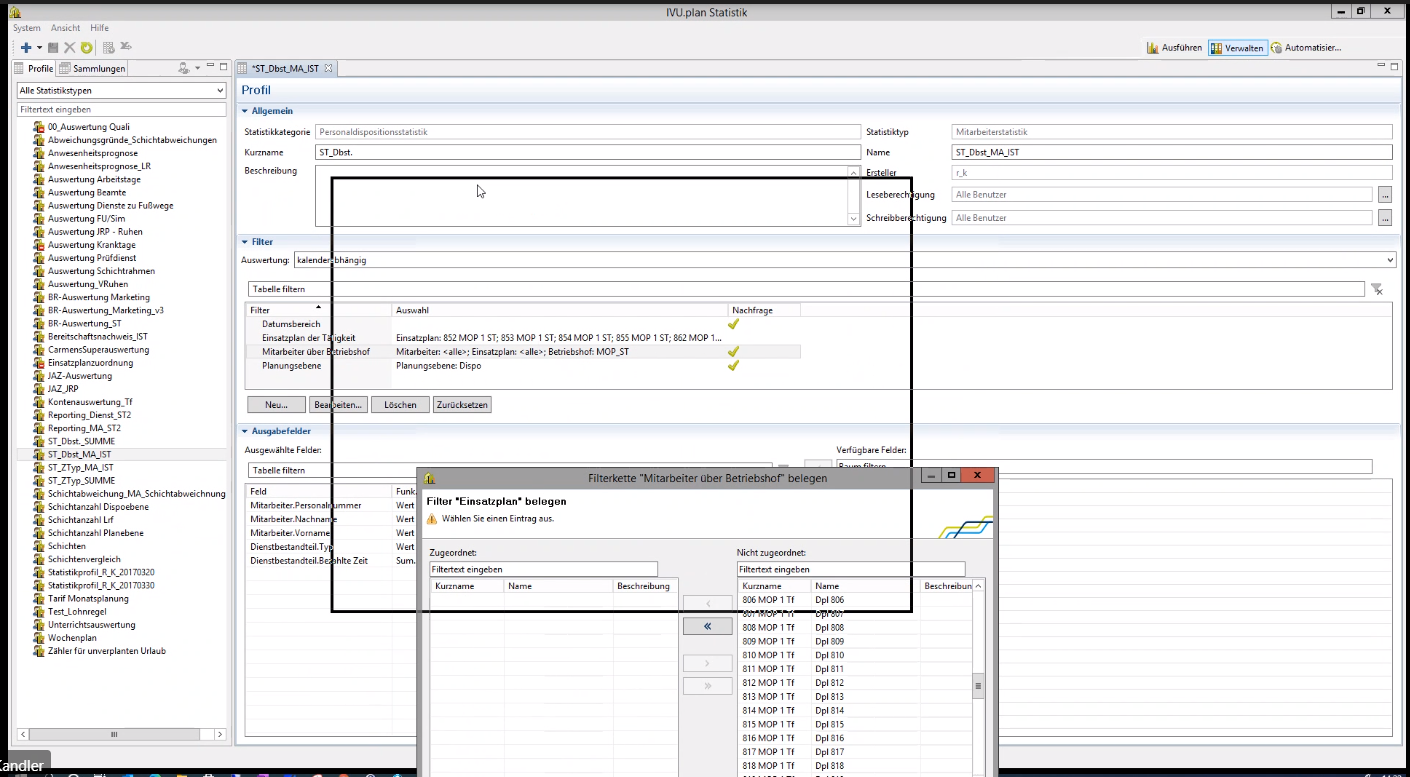 IVU.plan Statistik
System Ansicht Hilfe
Ausführen Verwalten Automatisier...
Profile Sammlungen
*ST_Dbst_MA_IST
Alle Statistiktypen
Filtertext eingeben
00_Auswertung Quali
Abweichungsgründe_Schichtabweichungen
Anwesenheitsprognose
Anwesenheitsprognose_LR
Auswertung Arbeitstage
Auswertung Beamte
Auswertung Dienste zu Fußwege
Auswertung FU/Sim
Auswertung JRP - Ruhen
Auswertung Kranktage
Auswertung Prüfdienst
Auswertung Schichtrahmen
Auswertung_VRuhen
BR-Auswertung Marketing
BR-Auswertung_Marketing_v3
BR-Auswertung_ST
Bereitschaftsnachweis_IST
CarmensSuperauswertung
Einsatzplanzuordnung
JAZ-Auswertung
JAZ_JRP
Kontenauswertung_Tf
Reporting_Dienst_ST2
Reporting_MA_ST2
ST_Dbst._SUMME
ST_Dbst_MA_IST
ST_ZTyp_MA_IST
ST_ZTyp_SUMME
Schichtabweichung_MA_Schichtabweichnung
Schichtanzahl Dispoebene
Schichtanzahl Lrf
Schichtanzahl Planebene
Schichten
Schichtenvergleich
Statistikprofil_R_K_20170320
Statistikprofil_R_K_20170330
Tarif Monatsplanung
Test_Lohnregel
Unterrichtsauswertung
Wochenplan
Zähler für unverplanten Urlaub
Profil
Allgemein
Statistikkategorie Personaldispositionsstatistik Statistiktyp Mitarbeiterstatistik
Kurzname ST_Dbst. Name ST_Dbst_MA_IST
Beschreibung Ersteller r_k
Leseberechtigung Alle Benutzer ...
Schreibberechtigung Alle Benutzer ...
Filter
Auswertung: kalenderabhängig
Tabelle filtern
Filter Auswahl Nachfrage
Datumsbereich
Einsatzplan der Tätigkeit Einsatzplan: 852 MOP 1 ST; 853 MOP 1 ST; 854 MOP 1 ST; 855 MOP 1 ST; 862 MOP 1...
Mitarbeiter über Betriebshof Mitarbeiter: <alle>; Einsatzplan: <alle>; Betriebshof: MOP_ST
Planungsebene Planungsebene: Dispo
Neu... Bearbeiten... Löschen Zurücksetzen
Ausgabefelder
Ausgewählte Felder: Verfügbare Felder:
Tabelle filtern Baum filtern
Feld Funk.
Mitarbeiter.Personalnummer Wert
Mitarbeiter.Nachname Wert
Mitarbeiter.Vorname Wert
Dienstbestandteil.Typ Wert
Dienstbestandteil.Bezahlte Zeit Sum.
Filterkette "Mitarbeiter über Betriebshof" belegen
Filter "Einsatzplan" belegen
Wählen Sie einen Eintrag aus.
Zugeordnet: Nicht zugeordnet:
Filtertext eingeben Filtertext eingeben
Kurzname Name Beschreibung Kurzname Name Beschreibun
806 MOP 1 Tf Dpl 806
807 MOP 1 Tf Dpl 807
808 MOP 1 Tf Dpl 808
809 MOP 1 Tf Dpl 809
810 MOP 1 Tf Dpl 810
811 MOP 1 Tf Dpl 811
812 MOP 1 Tf Dpl 812
813 MOP 1 Tf Dpl 813
814 MOP 1 Tf Dpl 814
815 MOP 1 Tf Dpl 815
816 MOP 1 Tf Dpl 816
817 MOP 1 Tf Dpl 817
818 MOP 1 Tf Dpl 818